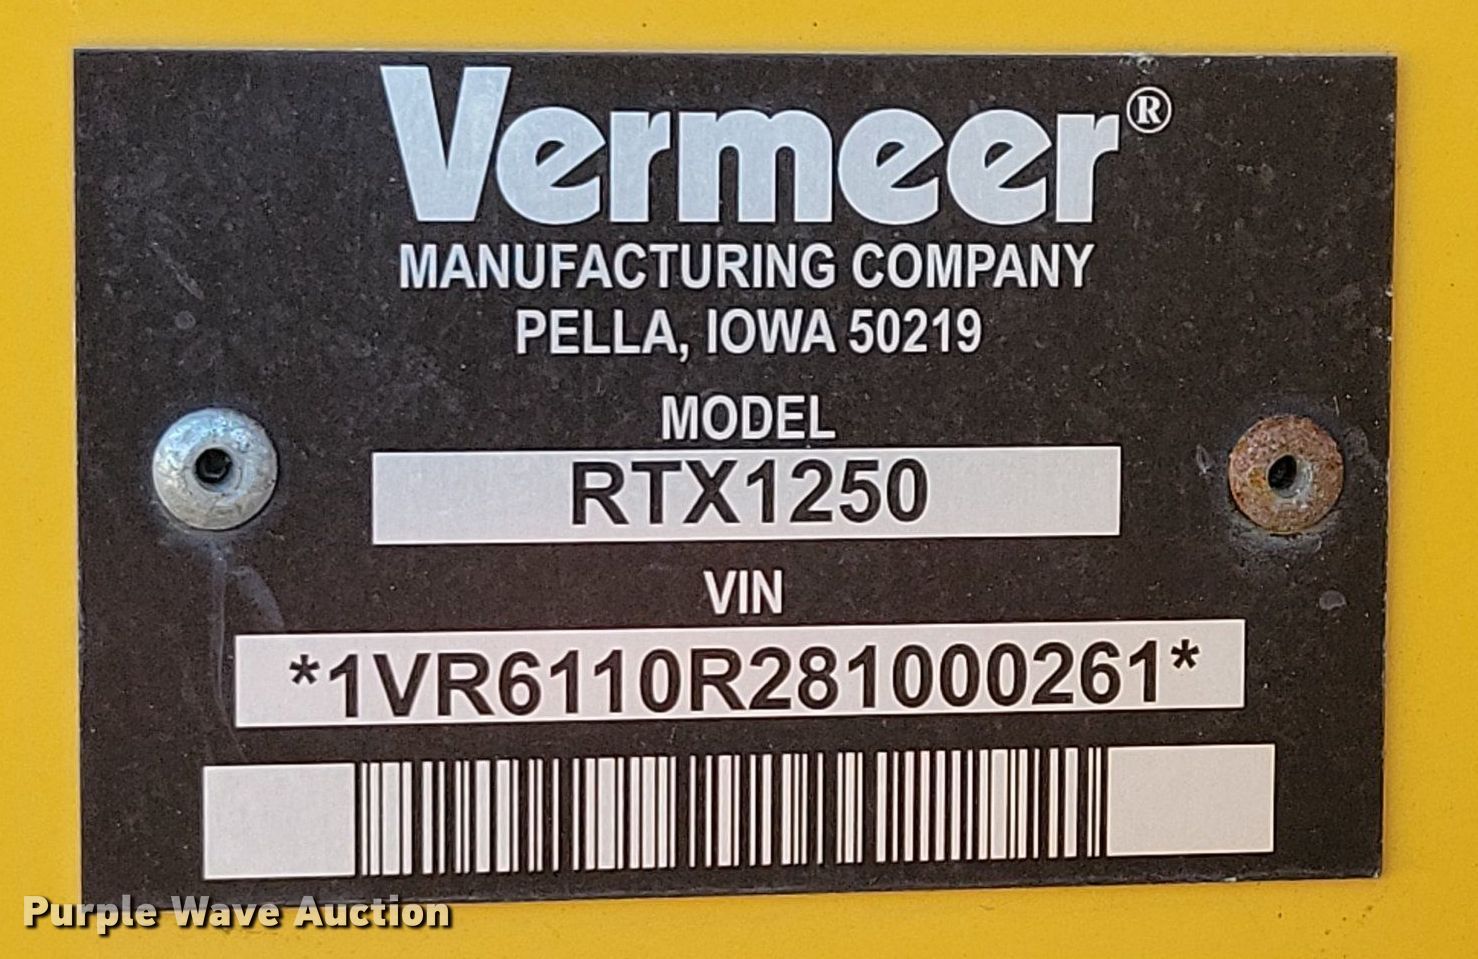 Vermeer®
MANUFACTURING COMPANY
PELLA, IOWA 50219
MODEL
RTX1250
VIN
*1VR6110R281000261*
Purple Wave Auction